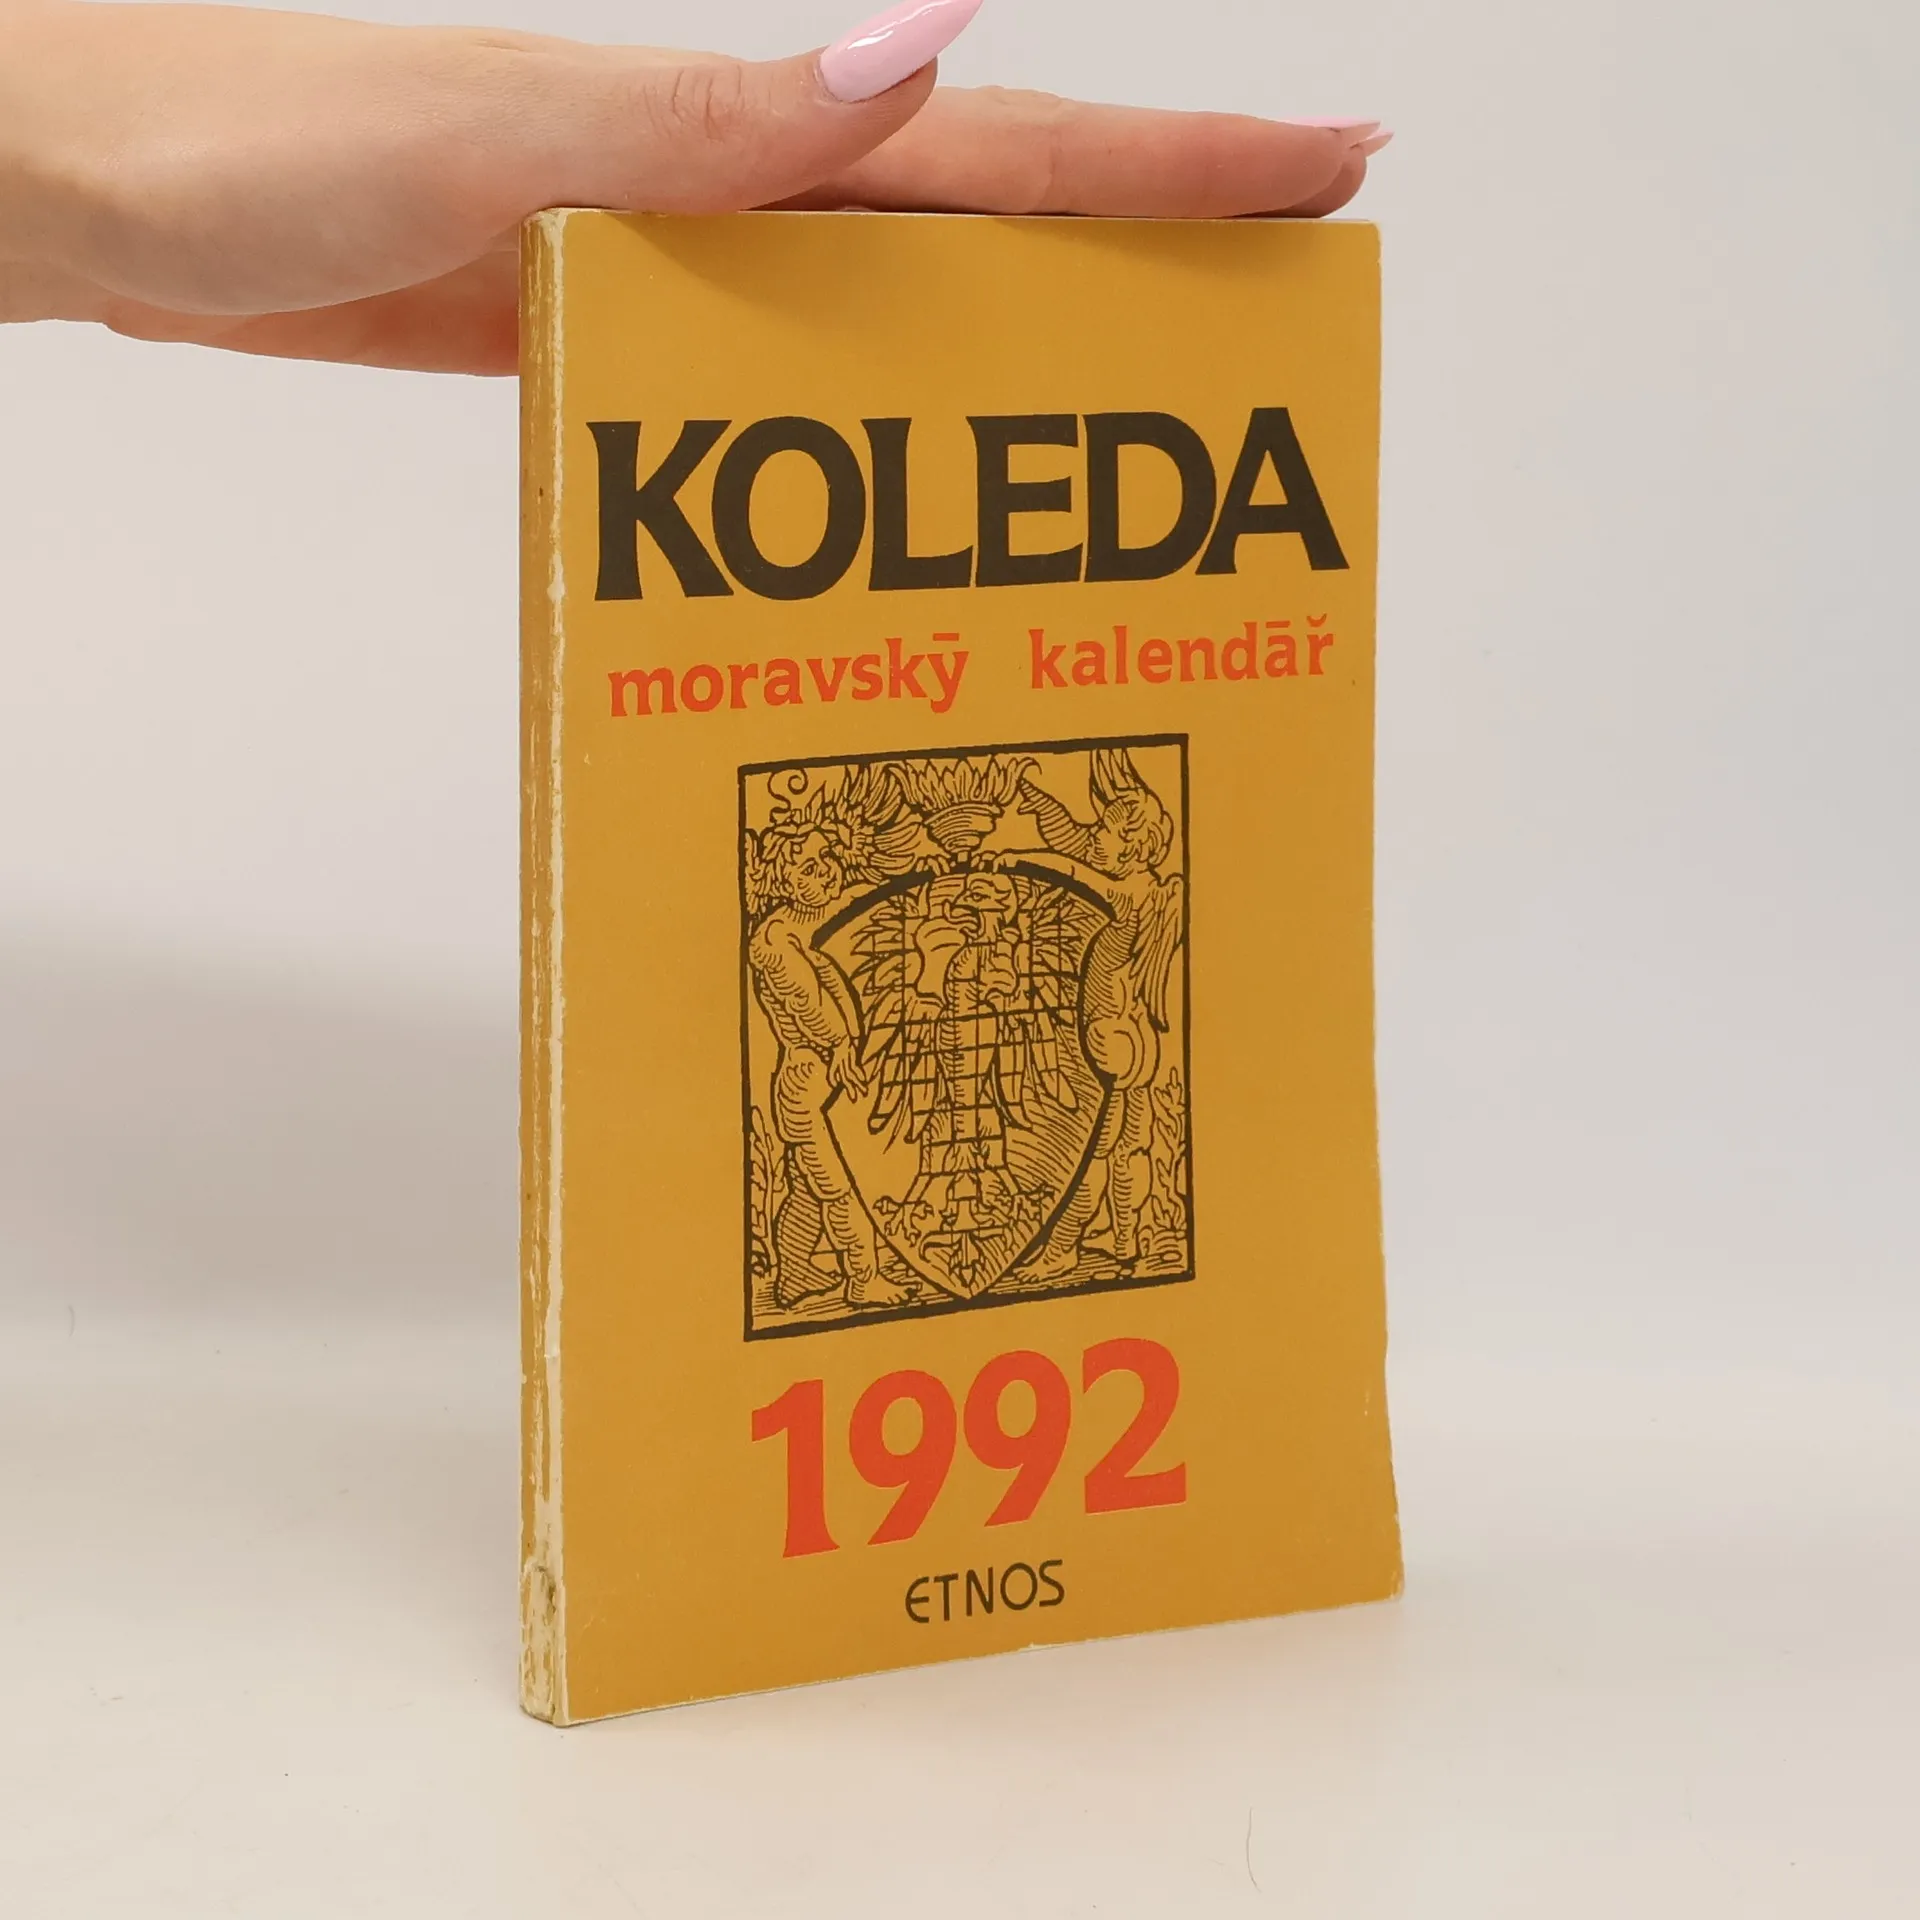 KOLEDA
moravský kalendář
1992
ETNOS